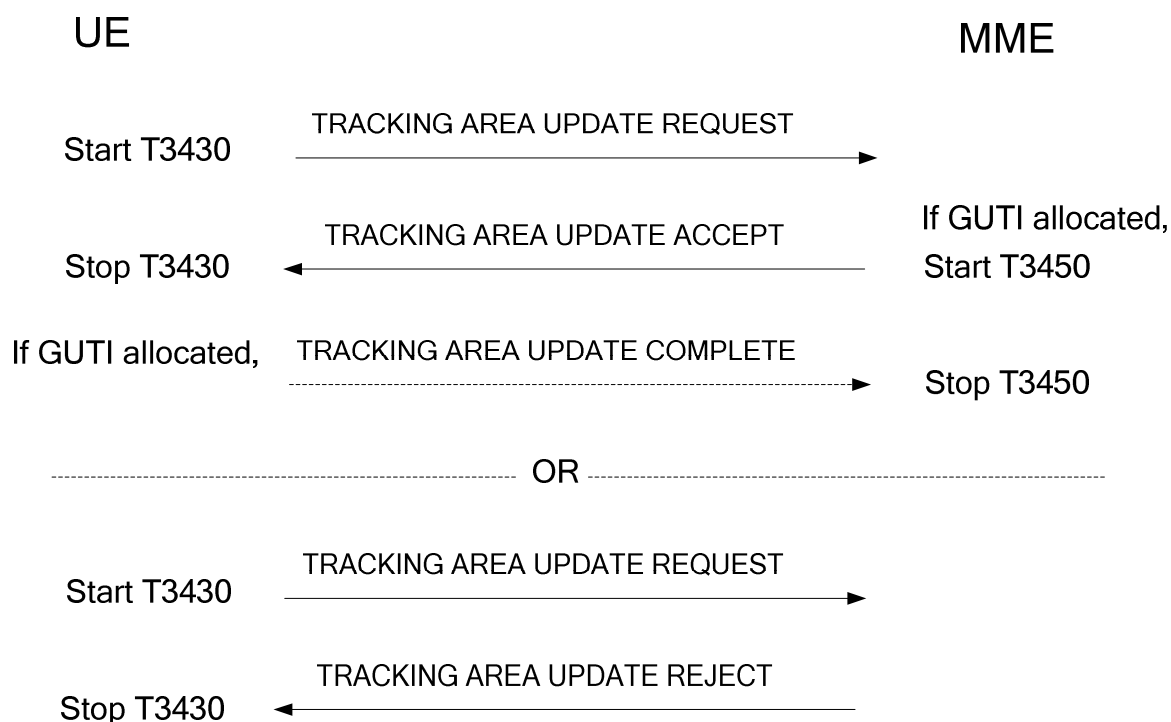 UE
MME
TRACKING AREA UPDATE REQUEST
Start T3430
If GUTI allocated,
TRACKING AREA UPDATE ACCEPT
Stop T3430
Start T3450
If GUTI allocated,
TRACKING AREA UPDATE COMPLETE
Stop T3450
OR
TRACKING AREA UPDATE REQUEST
Start T3430
TRACKING AREA UPDATE REJECT
Stop T3430